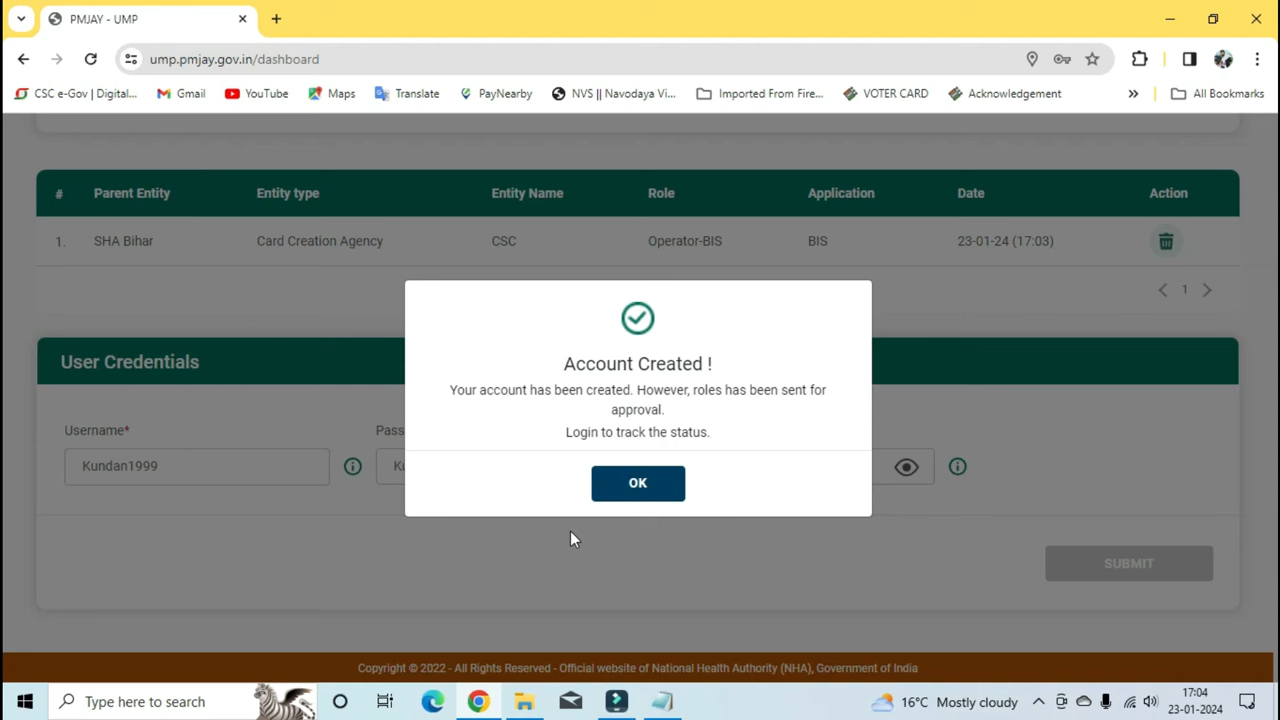 PMJAY - UMP
ump.pmjay.gov.in/dashboard
CSC e-Gov | Digital... Gmail YouTube Maps Translate PayNearby NVS || Navodaya Vi... Imported From Fire... VOTER CARD Acknowledgement » All Bookmarks
# Parent Entity Entity type Entity Name Role Application Date Action
1. SHA Bihar Card Creation Agency CSC Operator-BIS BIS 23-01-24 (17:03)
1
User Credentials
Account Created !
Your account has been created. However, roles has been sent for
approval.
Login to track the status.
OK
Username* Pass
Kundan1999 Ku
SUBMIT
Copyright © 2022 - All Rights Reserved - Official website of National Health Authority (NHA), Government of India
Type here to search
16°C Mostly cloudy
17:04
23-01-2024